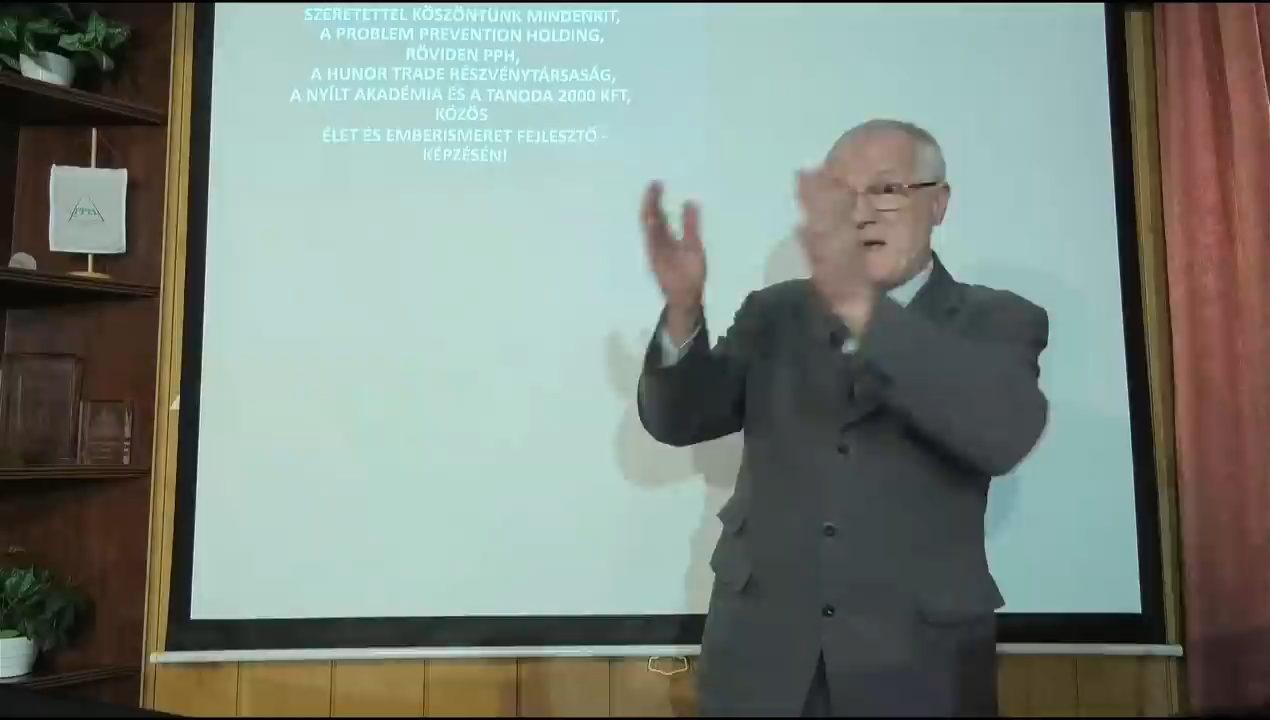 SZERETETTEL KÖSZÖNTÜNK MINDENKIT,
A PROBLEM PREVENTION HOLDING,
RÖVIDEN PPH,
A HUNOR TRADE RÉSZVÉNYTÁRSASÁG,
A NYÍLT AKADÉMIA ÉS A TANODA 2000 KFT,
KÖZÖS
ÉLET ÉS EMBERISMERET FEJLESZTŐ -
KÉPZÉSÉN!